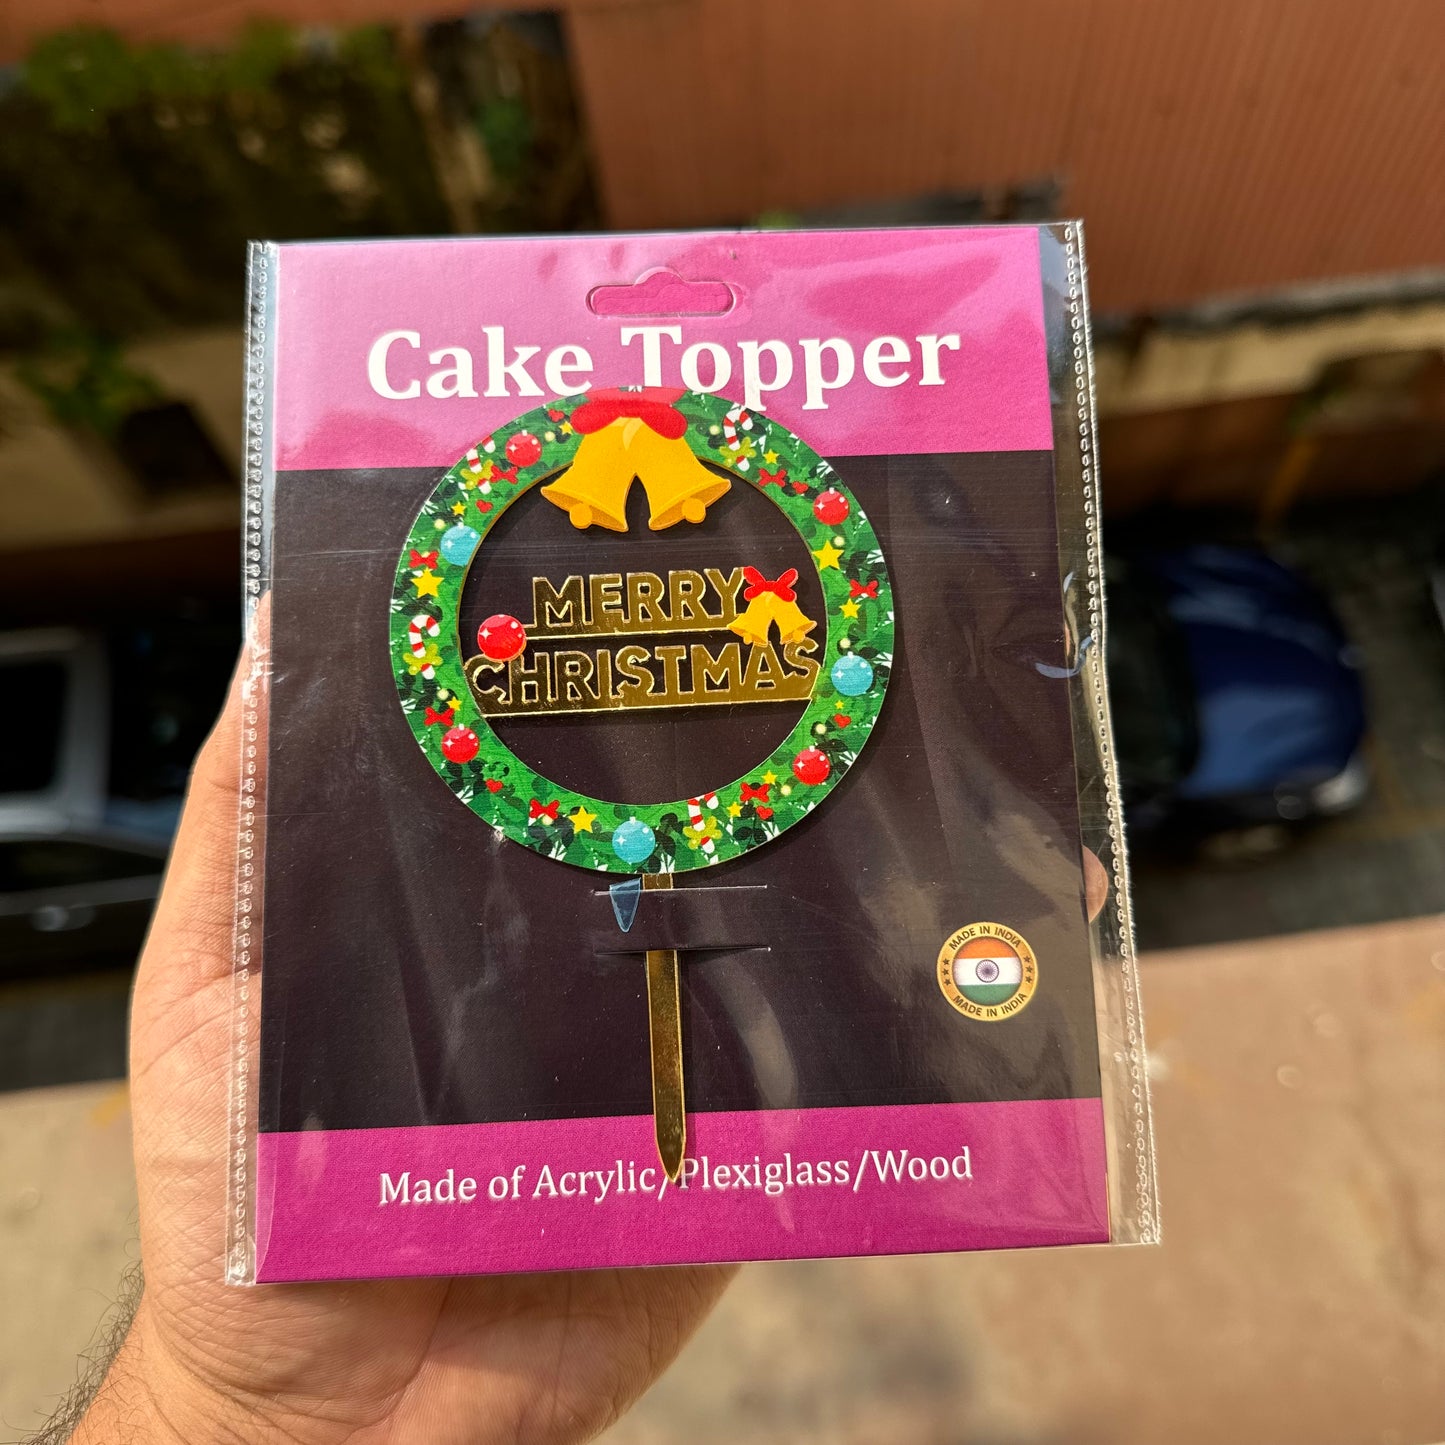 Cake Topper
MERRY
CHRISTMAS
MADE IN INDIA
MADE IN INDIA
Made of Acrylic/Plexiglass/Wood